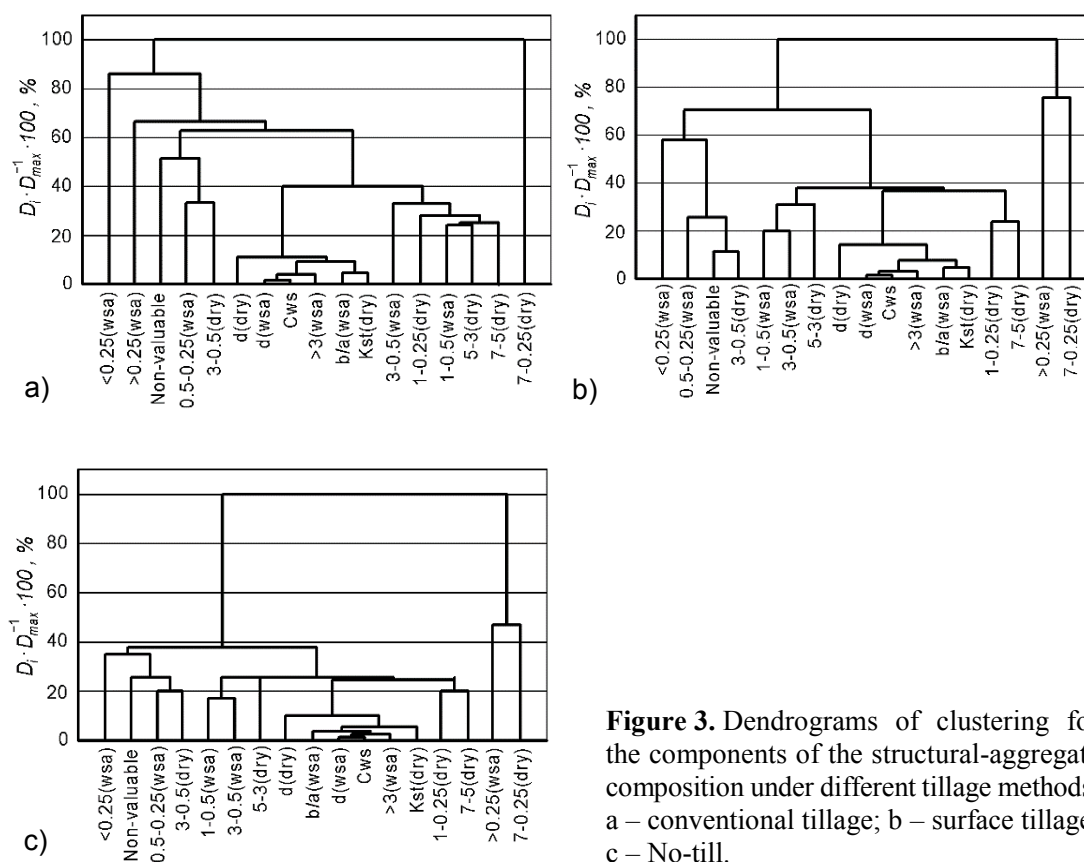 100
80
60
40
20
0
D_i · D_max^-1 · 100, %
<0.25(wsa)
>0.25(wsa)
Non-valuable
0.5-0.25(wsa)
3-0.5(dry)
d(dry)
d(wsa)
Cws
>3(wsa)
b/a(wsa)
Kst(dry)
3-0.5(wsa)
1-0.25(dry)
1-0.5(wsa)
5-3(dry)
7-5(dry)
7-0.25(dry)
a)
100
80
60
40
20
0
D_i · D_max^-1 · 100, %
<0.25(wsa)
0.5-0.25(wsa)
Non-valuable
3-0.5(dry)
1-0.5(wsa)
3-0.5(wsa)
5-3(dry)
d(dry)
d(wsa)
Cws
>3(wsa)
b/a(wsa)
Kst(dry)
1-0.25(dry)
7-5(dry)
>0.25(wsa)
7-0.25(dry)
b)
100
80
60
40
20
0
D_i · D_max^-1 · 100, %
<0.25(wsa)
Non-valuable
0.5-0.25(wsa)
3-0.5(dry)
1-0.5(wsa)
3-0.5(wsa)
5-3(dry)
d(dry)
b/a(wsa)
d(wsa)
Cws
>3(wsa)
Kst(dry)
1-0.25(dry)
7-5(dry)
>0.25(wsa)
7-0.25(dry)
c)
Figure 3. Dendrograms of clustering fo
the components of the structural-aggregat
composition under different tillage methods
a – conventional tillage; b – surface tillage
c – No-till.